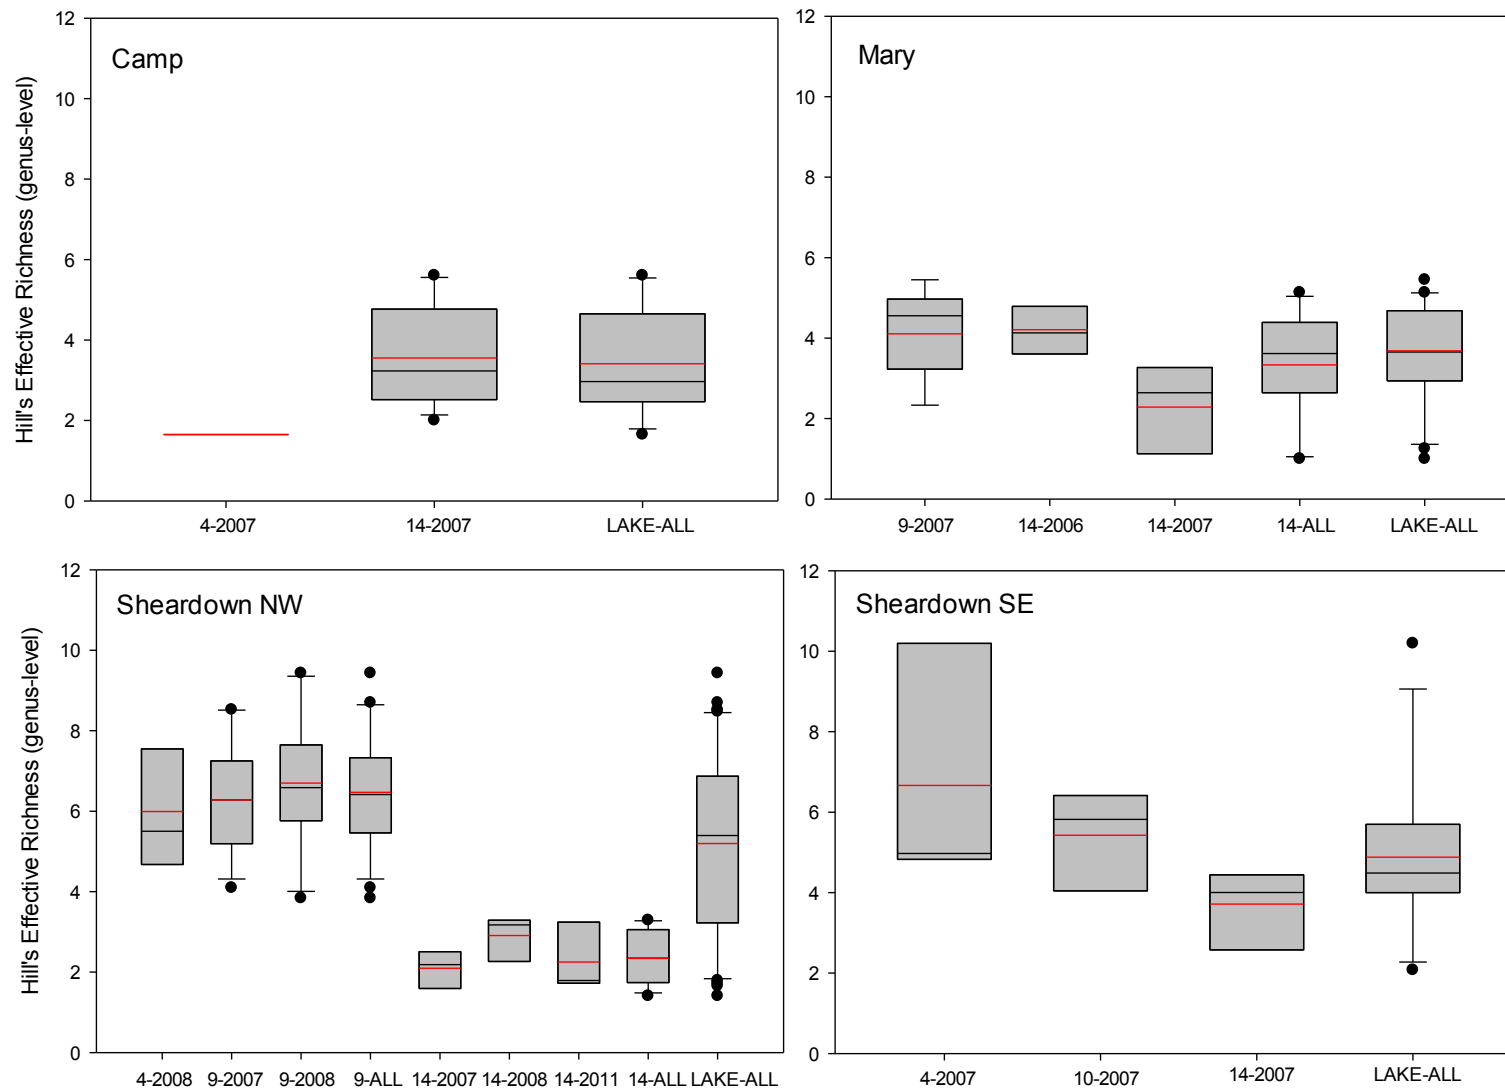 Hill's Effective Richness (genus-level)
Camp
12
10
8
6
4
2
0
4-2007 14-2007 LAKE-ALL
Mary
12
10
8
6
4
2
0
9-2007 14-2006 14-2007 14-ALL LAKE-ALL
Hill's Effective Richness (genus-level)
Sheardown NW
12
10
8
6
4
2
0
4-2008 9-2007 9-2008 9-ALL 14-2007 14-2008 14-2011 14-ALL LAKE-ALL
Sheardown SE
12
10
8
6
4
2
0
4-2007 10-2007 14-2007 LAKE-ALL